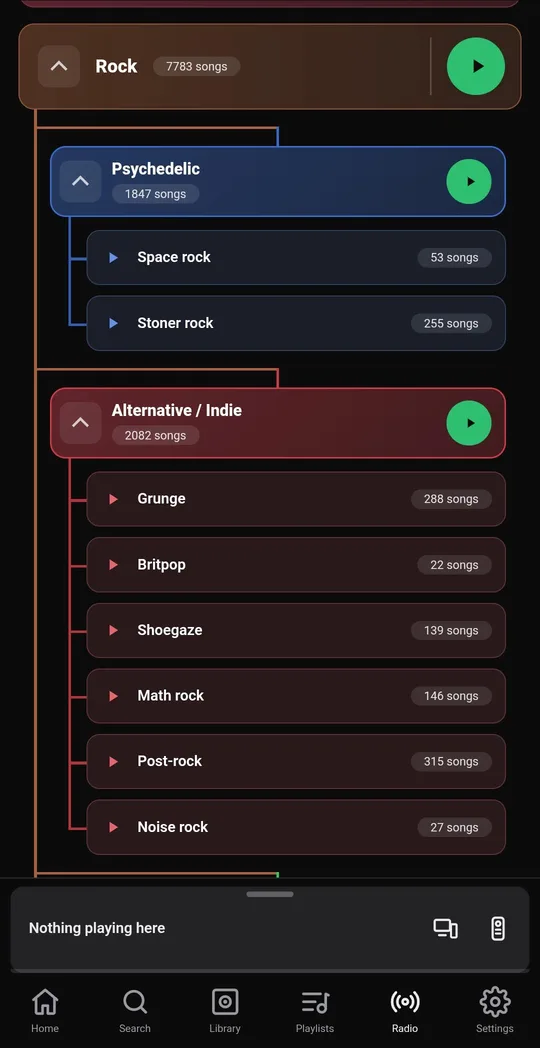 Rock
7783 songs
Psychedelic
1847 songs
Space rock
53 songs
Stoner rock
255 songs
Alternative / Indie
2082 songs
Grunge
288 songs
Britpop
22 songs
Shoegaze
139 songs
Math rock
146 songs
Post-rock
315 songs
Noise rock
27 songs
Nothing playing here
Home
Search
Library
Playlists
Radio
Settings